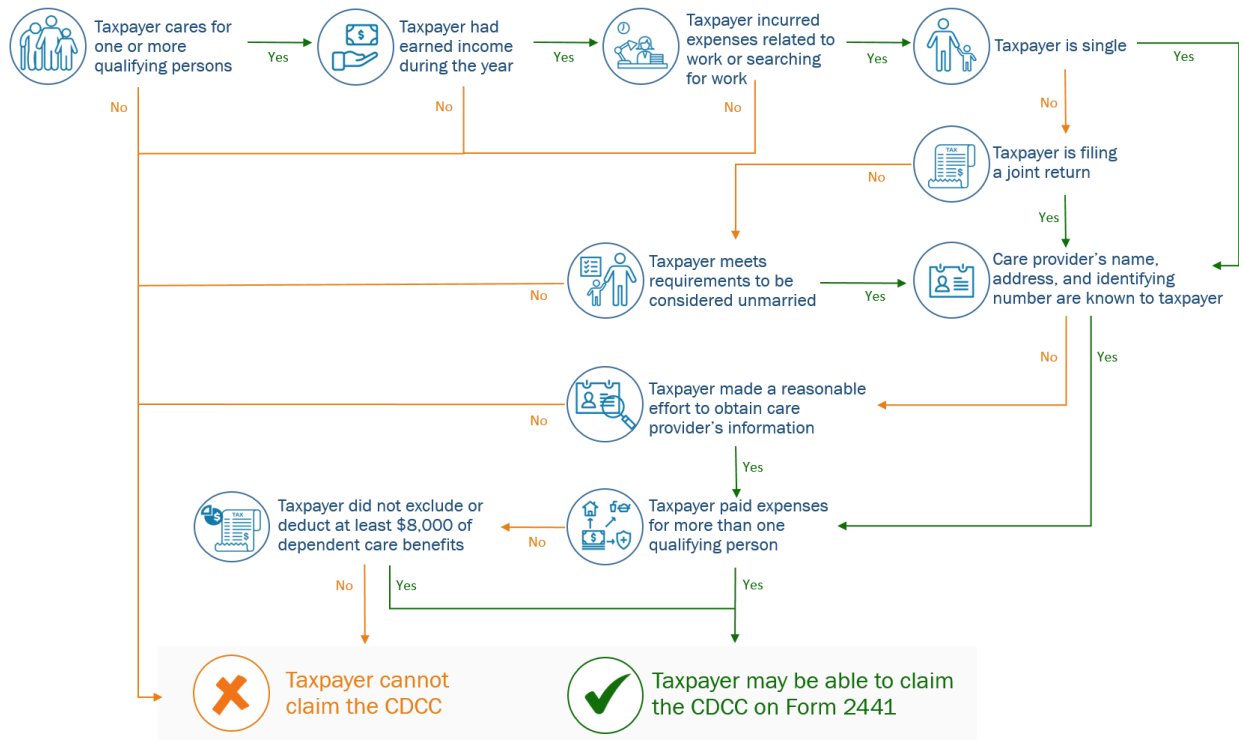 Taxpayer cares for
one or more
qualifying persons
Yes
No
Taxpayer had
earned income
during the year
Yes
No
Taxpayer incurred
expenses related to
work or searching
for work
Yes
No
Taxpayer is single
Yes
No
TAX
$
Taxpayer is filing
a joint return
No
Yes
Taxpayer meets
requirements to be
considered unmarried
No
Yes
Care provider's name,
address, and identifying
number are known to taxpayer
No
Yes
Taxpayer made a reasonable
effort to obtain care
provider's information
No
Yes
TAX
$
Taxpayer did not exclude or
deduct at least $8,000 of
dependent care benefits
No
Yes
$
Taxpayer paid expenses
for more than one
qualifying person
No
Yes
Taxpayer cannot
claim the CDCC
Taxpayer may be able to claim
the CDCC on Form 2441
$